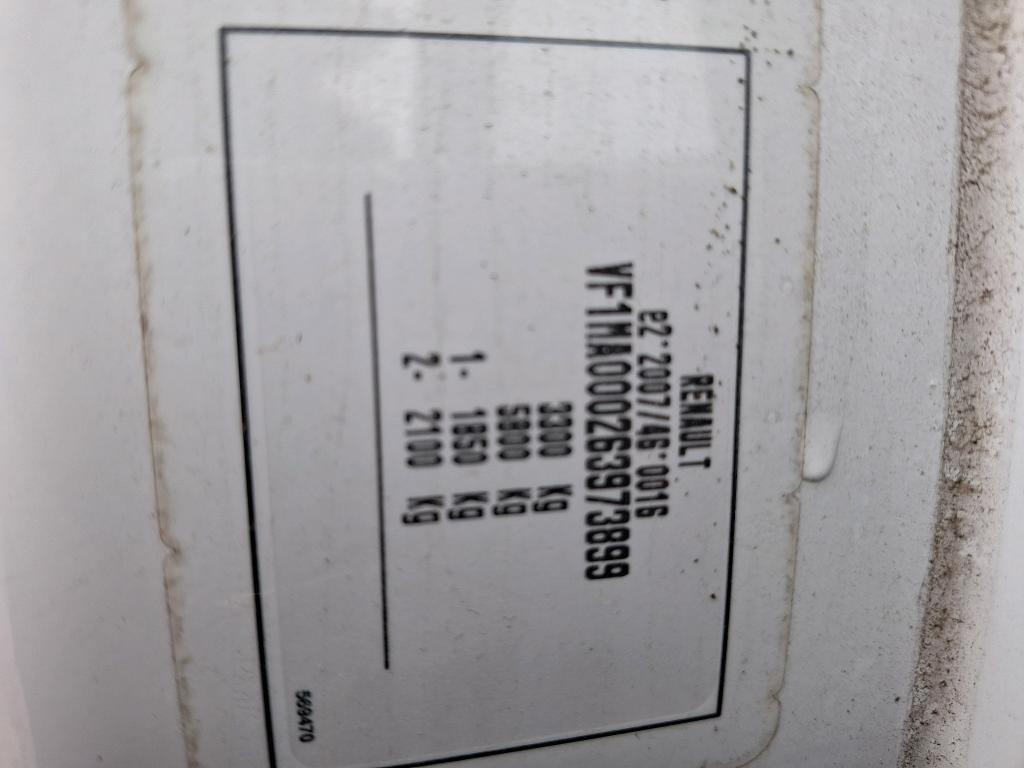 RENAULT
e2*2007/46*0016
VF1MA000263973899
3300 Kg
5800 Kg
1- 1850 Kg
2- 2100 Kg
569470